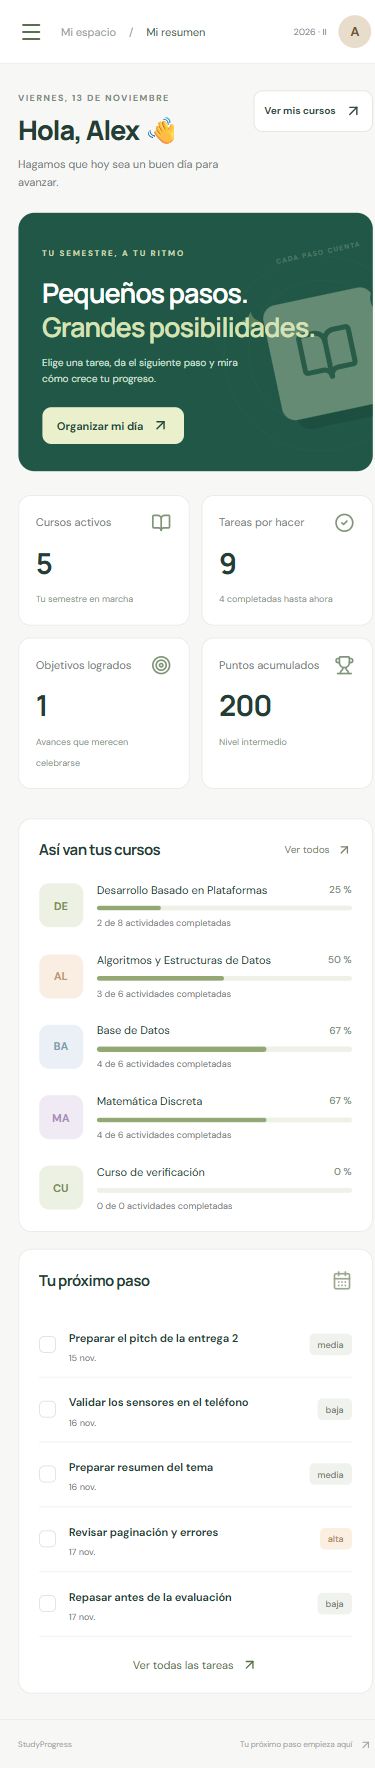 Mi espacio / Mi resumen 2026 · II A
VIERNES, 13 DE NOVIEMBRE
Hola, Alex 👋
Ver mis cursos
Hagamos que hoy sea un buen día para
avanzar.
TU SEMESTRE, A TU RITMO
CADA PASO CUENTA
Pequeños pasos.
Grandes posibilidades.
Elige una tarea, da el siguiente paso y mira
cómo crece tu progreso.
Organizar mi día
Cursos activos
5
Tu semestre en marcha
Tareas por hacer
9
4 completadas hasta ahora
Objetivos logrados
1
Avances que merecen
celebrarse
Puntos acumulados
200
Nivel intermedio
Así van tus cursos Ver todos
DE
Desarrollo Basado en Plataformas 25 %
2 de 8 actividades completadas
AL
Algoritmos y Estructuras de Datos 50 %
3 de 6 actividades completadas
BA
Base de Datos 67 %
4 de 6 actividades completadas
MA
Matemática Discreta 67 %
4 de 6 actividades completadas
CU
Curso de verificación 0 %
0 de 0 actividades completadas
Tu próximo paso
Preparar el pitch de la entrega 2 media
15 nov.
Validar los sensores en el teléfono baja
16 nov.
Preparar resumen del tema media
16 nov.
Revisar paginación y errores alta
17 nov.
Repasar antes de la evaluación baja
17 nov.
Ver todas las tareas
StudyProgress Tu próximo paso empieza aquí